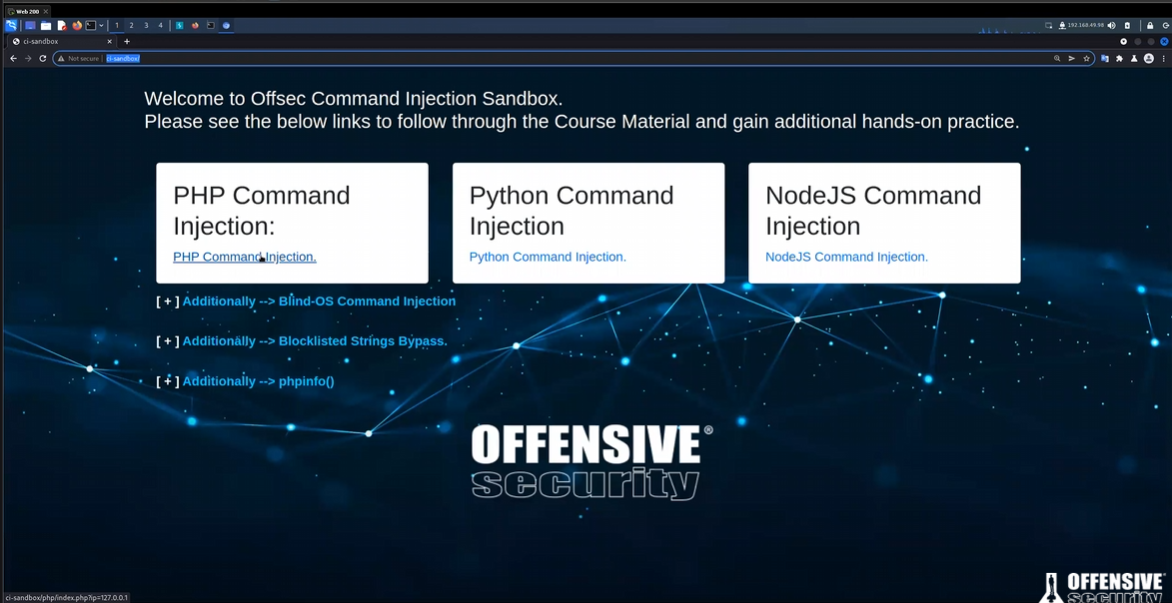 Web 200
1 2 3 4
192.168.49.98
ci-sandbox
Not secure
ci-sandbox/
Welcome to Offsec Command Injection Sandbox.
Please see the below links to follow through the Course Material and gain additional hands-on practice.
PHP Command
Injection:
PHP Command Injection.
Python Command
Injection
Python Command Injection.
NodeJS Command
Injection
NodeJS Command Injection.
[ + ] Additionally --> Blind-OS Command Injection
[ + ] Additionally --> Blocklisted Strings Bypass.
[ + ] Additionally --> phpinfo()
OFFENSIVE®
security
ci-sandbox/php/index.php?ip=127.0.0.1
OFFENSIVE
security